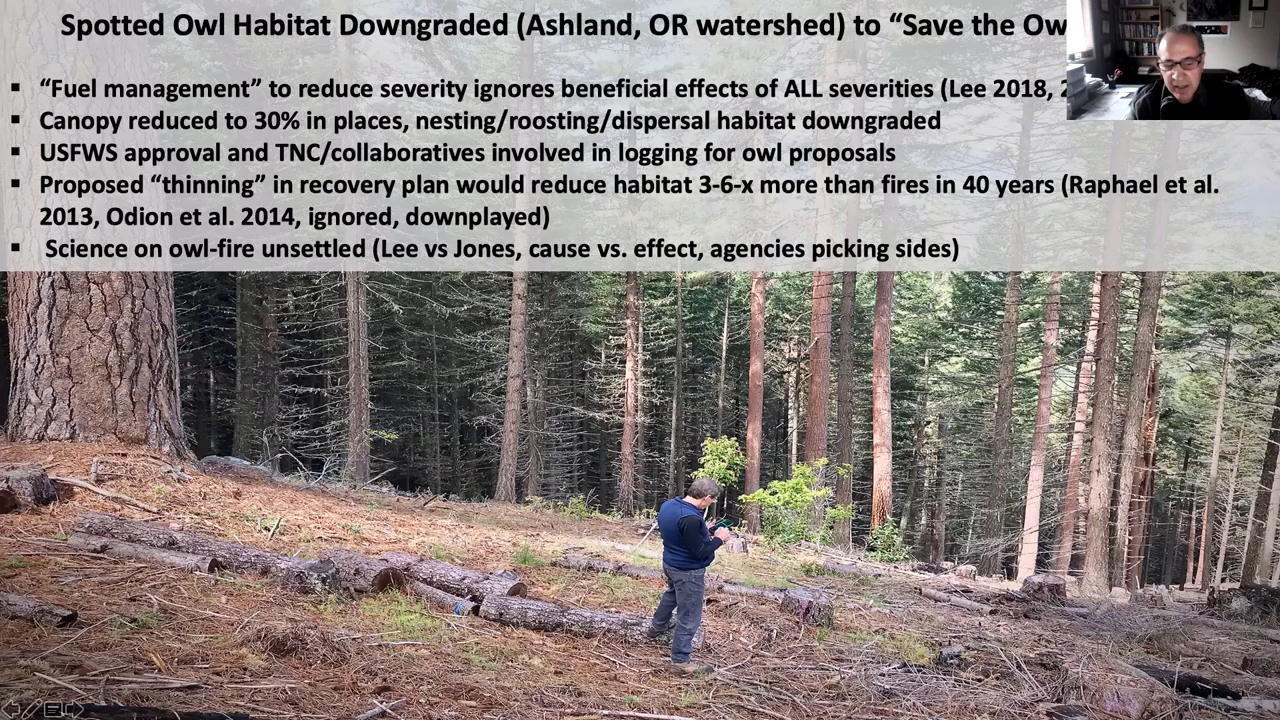 Spotted Owl Habitat Downgraded (Ashland, OR watershed) to “Save the Ow
▪ “Fuel management” to reduce severity ignores beneficial effects of ALL severities (Lee 2018,
▪ Canopy reduced to 30% in places, nesting/roosting/dispersal habitat downgraded
▪ USFWS approval and TNC/collaboratives involved in logging for owl proposals
▪ Proposed “thinning” in recovery plan would reduce habitat 3-6-x more than fires in 40 years (Raphael et al.
2013, Odion et al. 2014, ignored, downplayed)
▪ Science on owl-fire unsettled (Lee vs Jones, cause vs. effect, agencies picking sides)